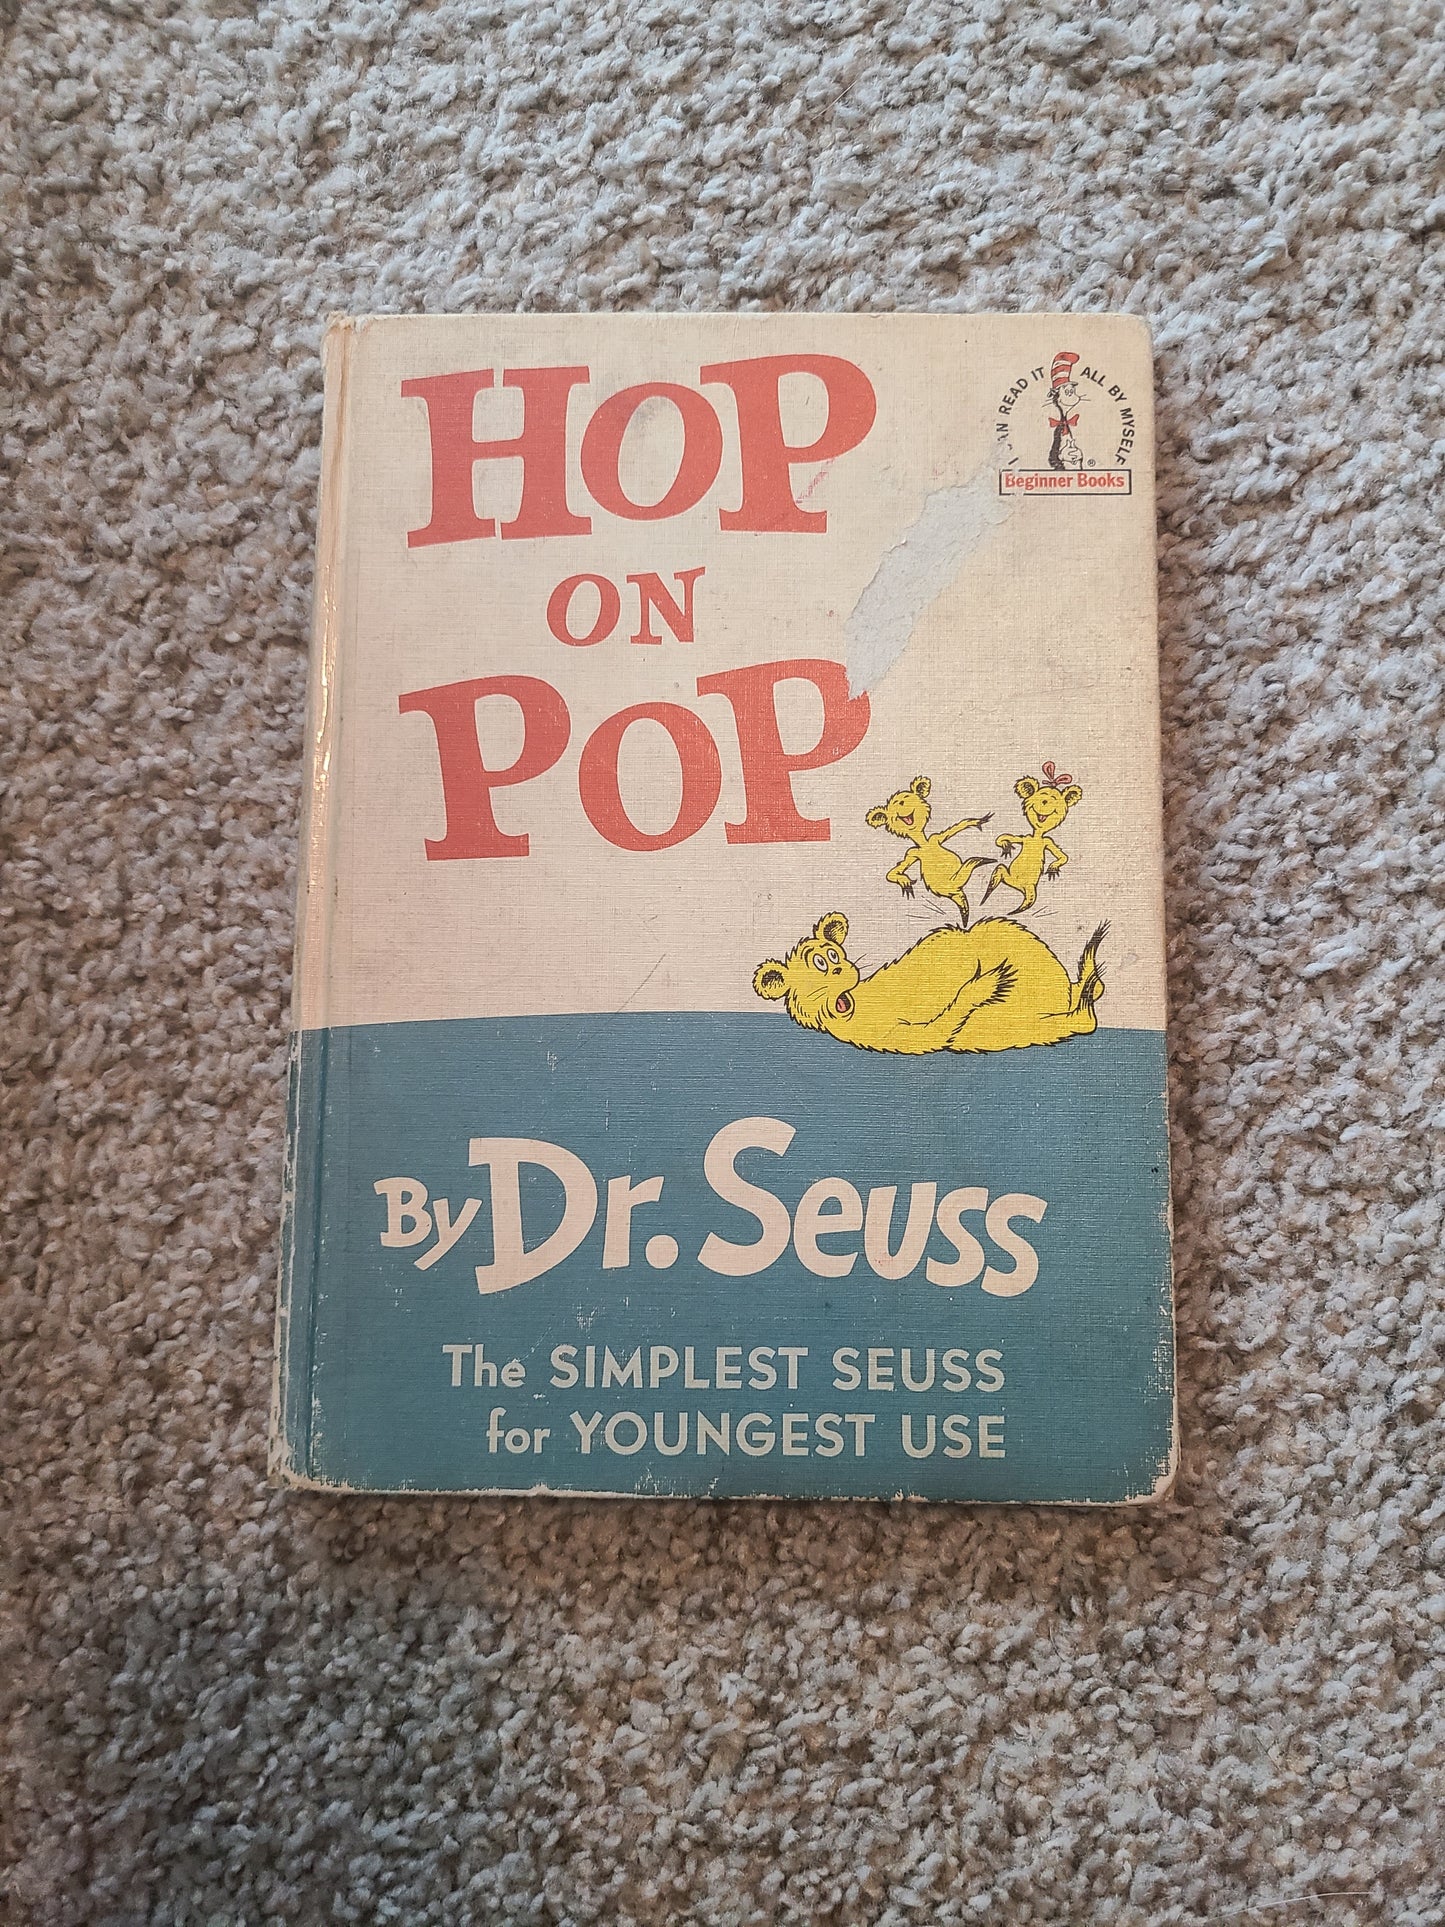 HOP
ON
POP
I CAN READ IT ALL BY MYSELF
®
Beginner Books
By Dr. Seuss
The SIMPLEST SEUSS
for YOUNGEST USE